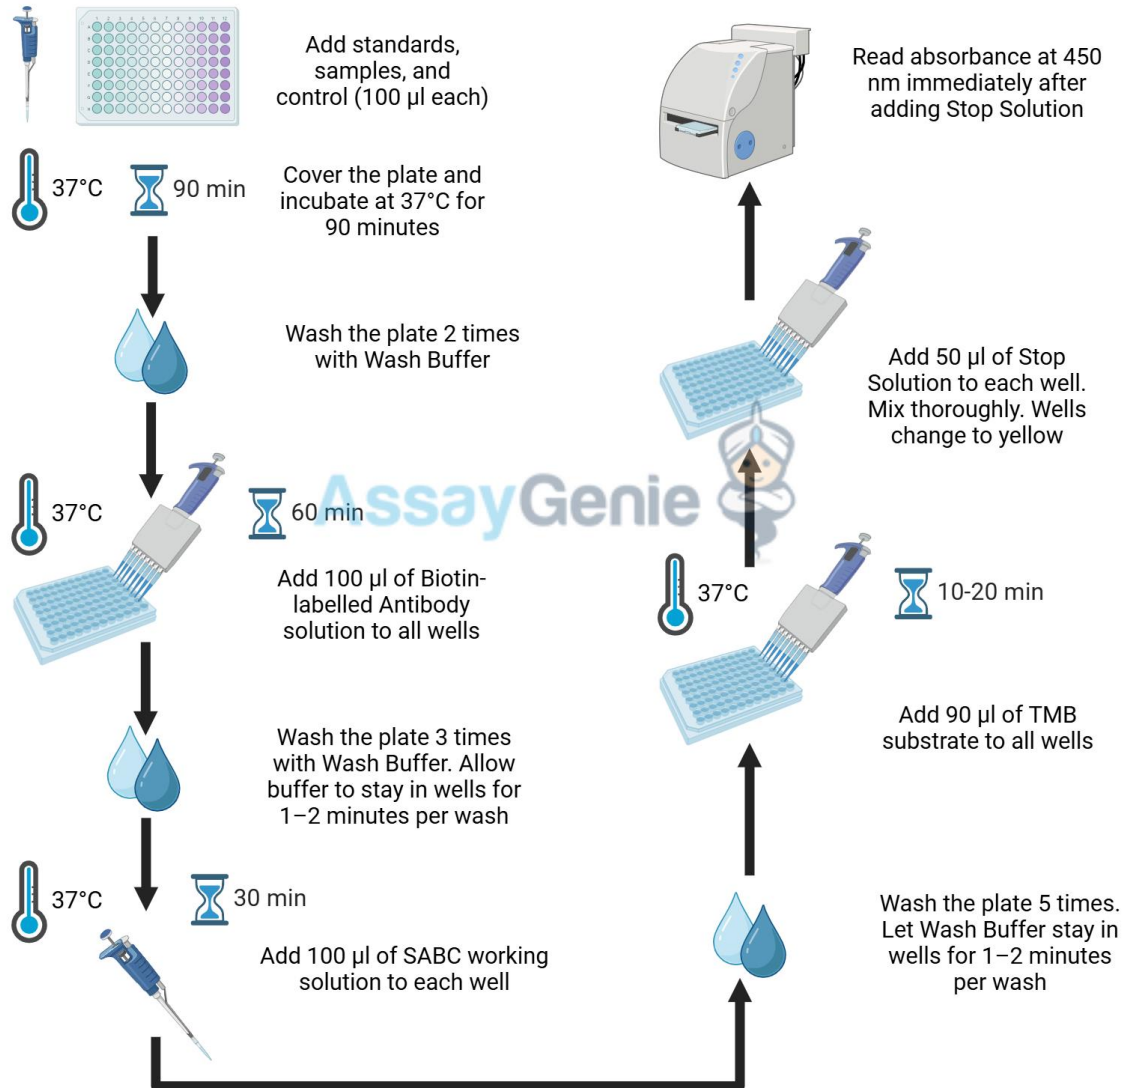 Add standards,
samples, and
control (100 µl each)
37°C
90 min
Cover the plate and
incubate at 37°C for
90 minutes
Wash the plate 2 times
with Wash Buffer
37°C
60 min
Add 100 µl of Biotin-
labelled Antibody
solution to all wells
Wash the plate 3 times
with Wash Buffer. Allow
buffer to stay in wells for
1–2 minutes per wash
37°C
30 min
Add 100 µl of SABC working
solution to each well
Wash the plate 5 times.
Let Wash Buffer stay in
wells for 1–2 minutes
per wash
37°C
10-20 min
Add 90 µl of TMB
substrate to all wells
Add 50 µl of Stop
Solution to each well.
Mix thoroughly. Wells
change to yellow
Read absorbance at 450
nm immediately after
adding Stop Solution
AssayGenie